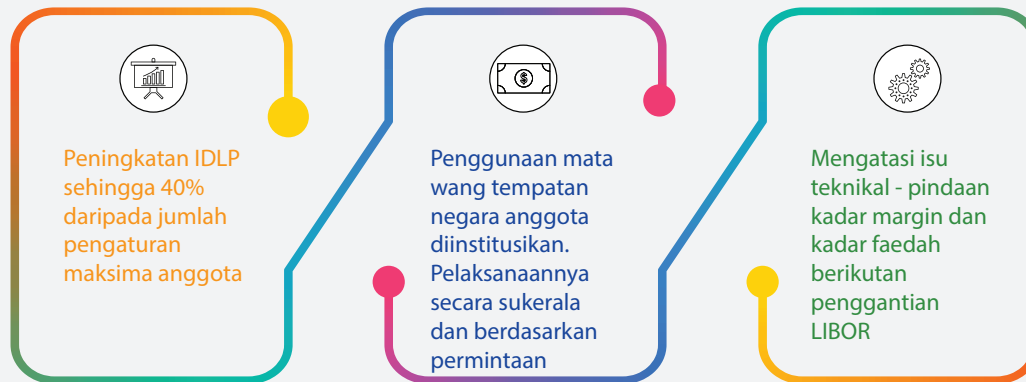 Peningkatan IDLP
sehingga 40%
daripada jumlah
pengaturan
maksima anggota
Penggunaan mata
wang tempatan
negara anggota
diinstitusikan.
Pelaksanaannya
secara sukerala
dan berdasarkan
permintaan
Mengatasi isu
teknikal - pindaan
kadar margin dan
kadar faedah
berikutan
penggantian
LIBOR